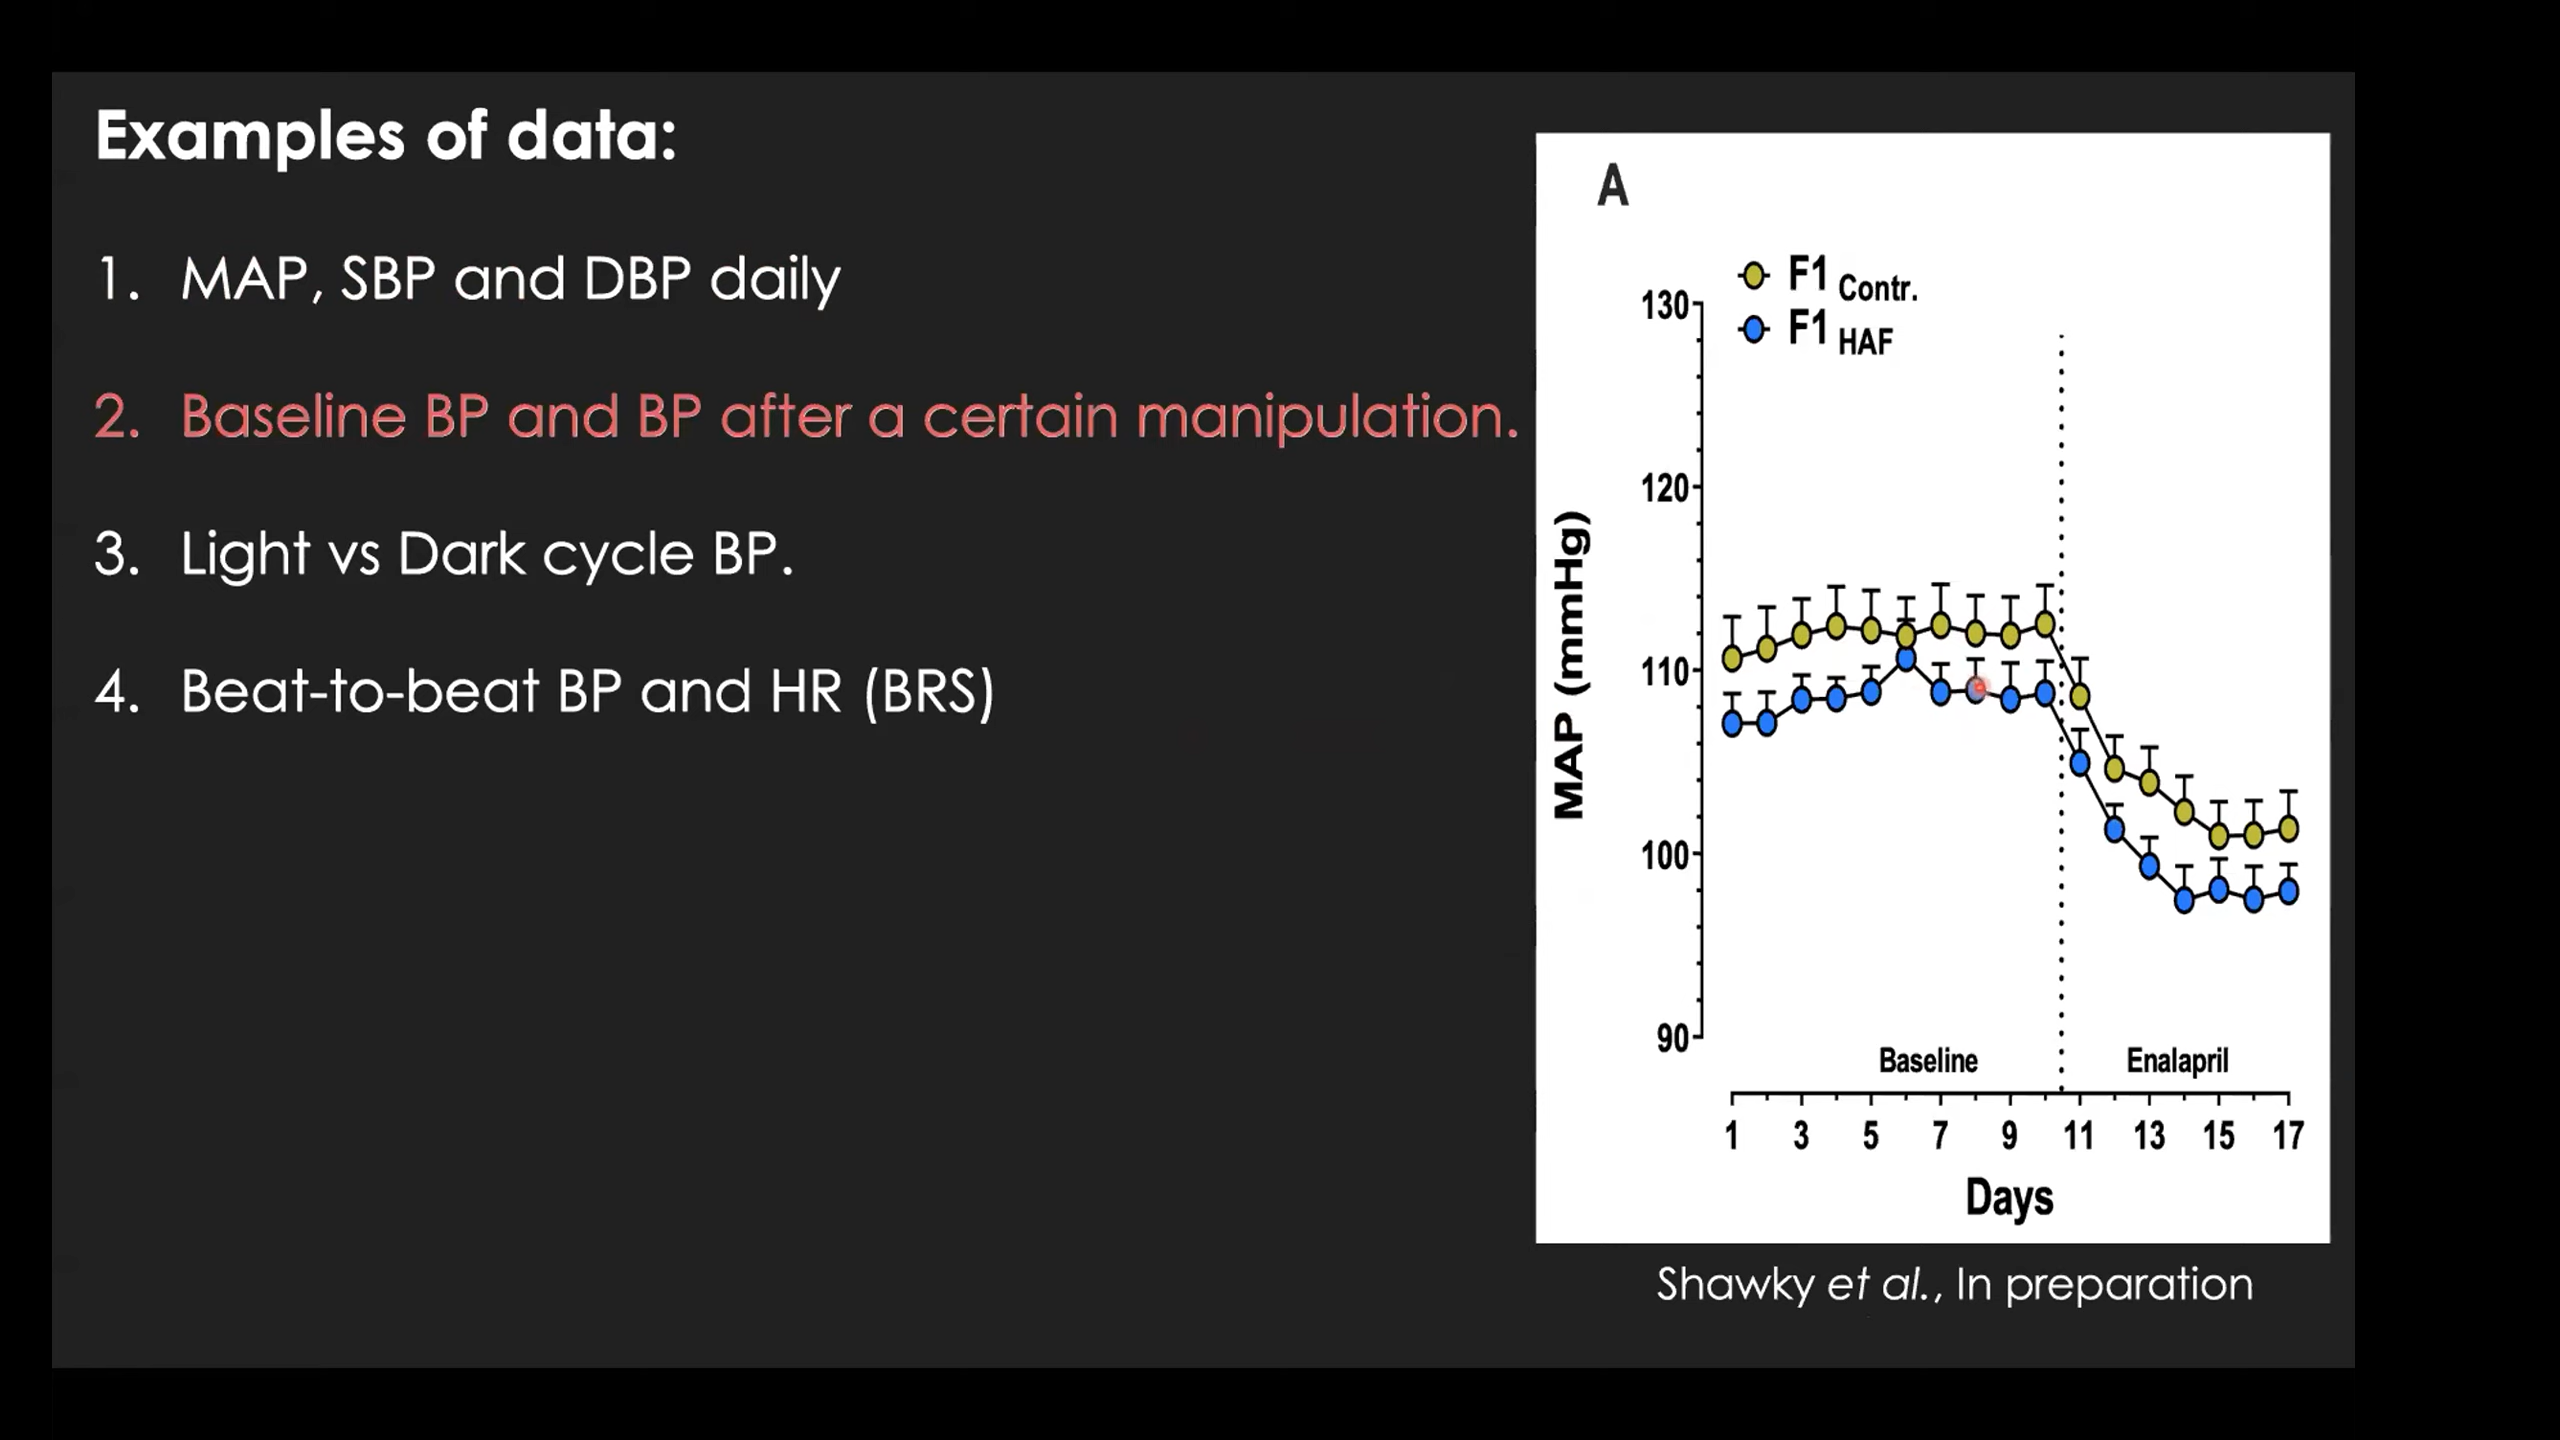 Examples of data:
1. MAP, SBP and DBP daily
2. Baseline BP and BP after a certain manipulation.
3. Light vs Dark cycle BP.
4. Beat-to-beat BP and HR (BRS)
A
F1 Contr.
F1 HAF
MAP (mmHg)
130
120
110
100
90
Baseline Enalapril
1 3 5 7 9 11 13 15 17
Days
Shawky et al., In preparation